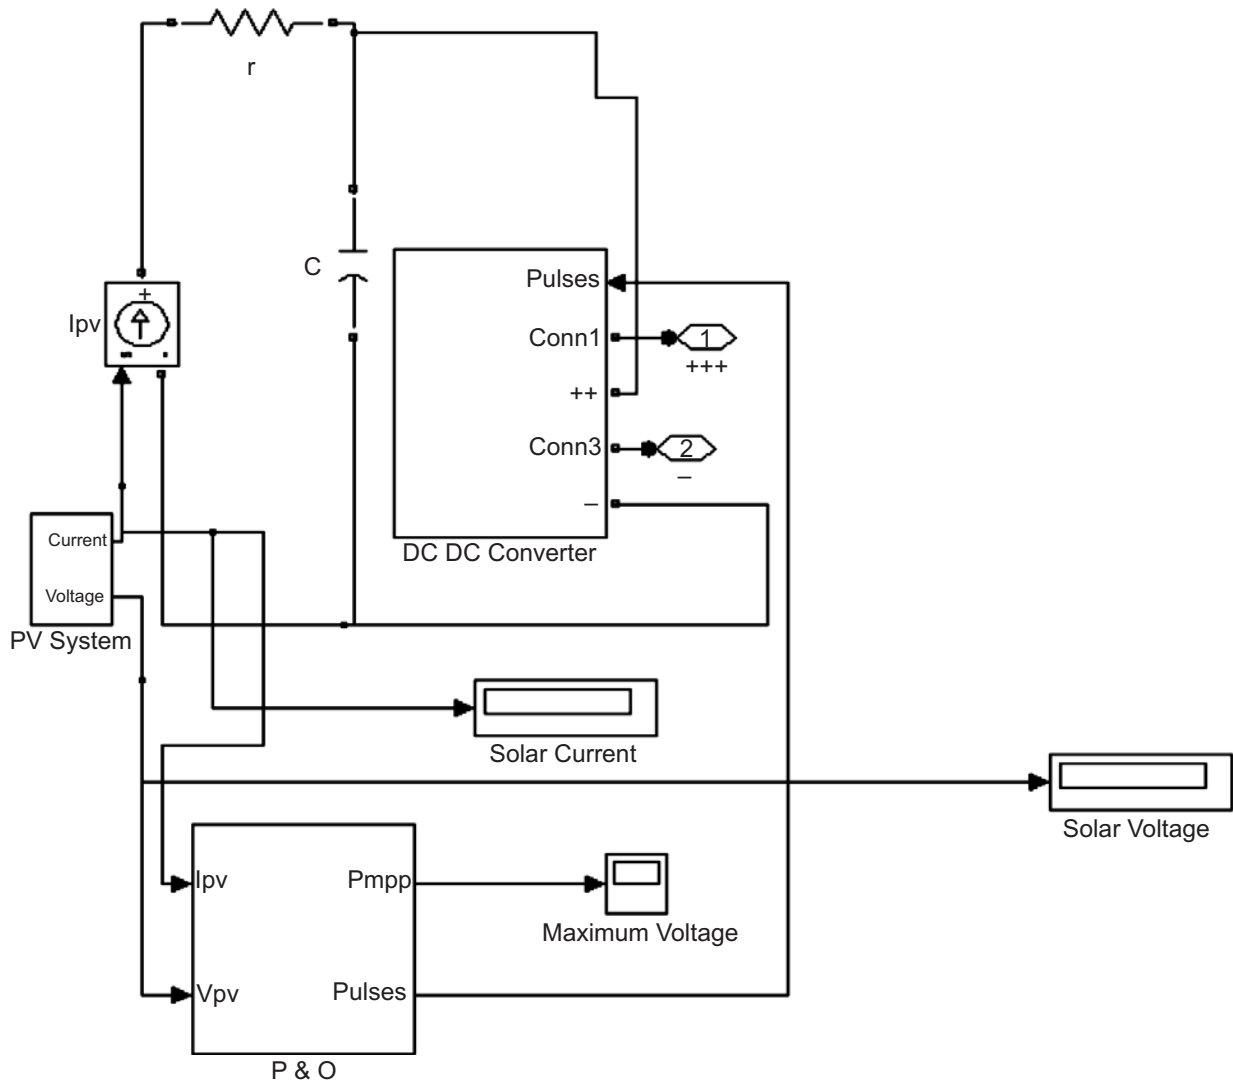 r
C
Pulses
+
Ipv
Conn1
1
+++
++
Conn3
2
–
–
Current
DC DC Converter
Voltage
PV System
Solar Current
Solar Voltage
Ipv
Pmpp
Maximum Voltage
Vpv
Pulses
P & O